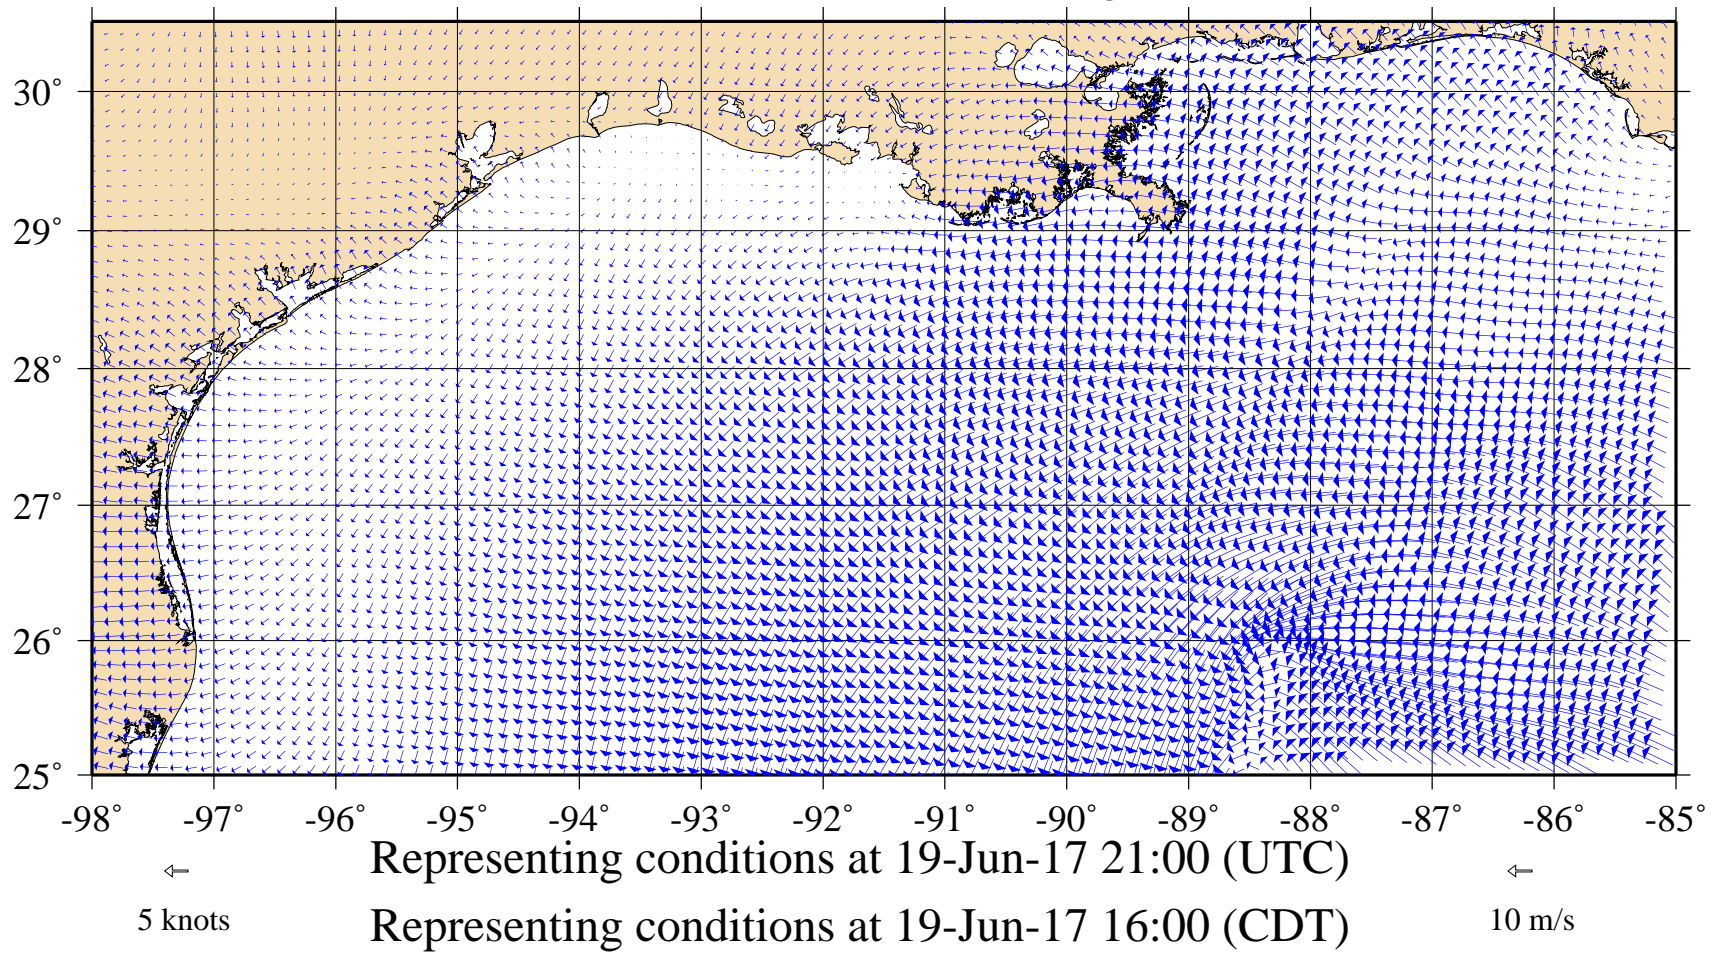 30°
29°
28°
27°
26°
25°
-98° -97° -96° -95° -94° -93° -92° -91° -90° -89° -88° -87° -86° -85°
Representing conditions at 19-Jun-17 21:00 (UTC)
5 knots
Representing conditions at 19-Jun-17 16:00 (CDT)
10 m/s